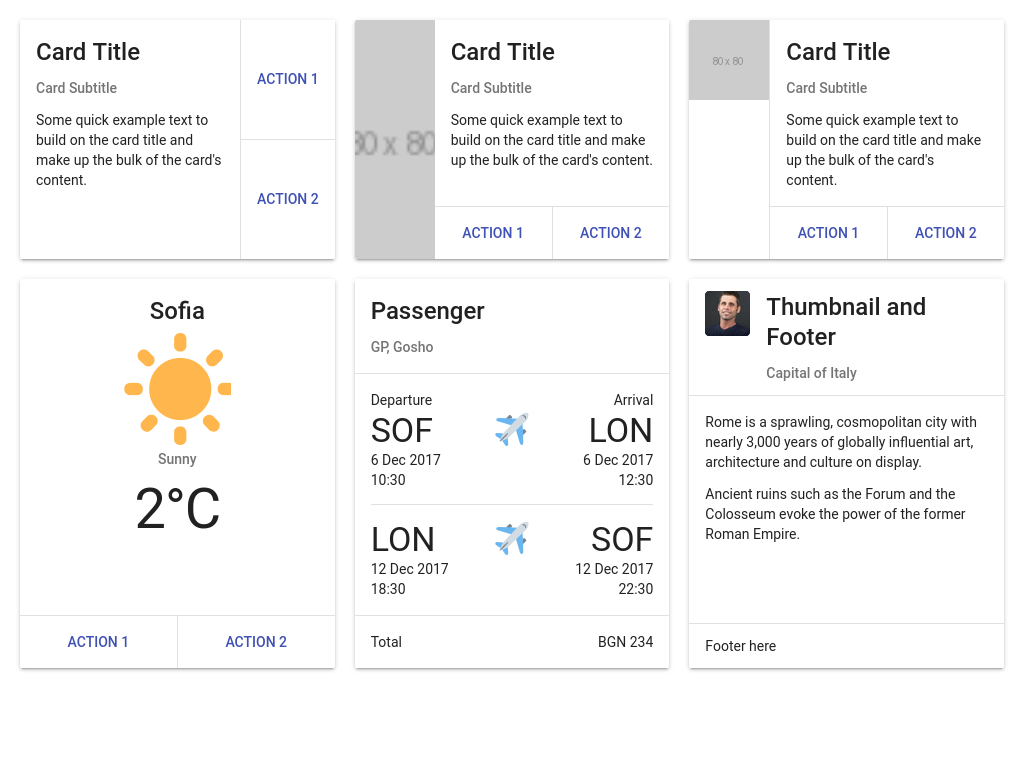 Card Title
Card Subtitle
Some quick example text to
build on the card title and
make up the bulk of the card's
content.
ACTION 1
ACTION 2
80 x 80
Card Title
Card Subtitle
Some quick example text to
build on the card title and make
up the bulk of the card's content.
ACTION 1
ACTION 2
80 x 80
Card Title
Card Subtitle
Some quick example text to
build on the card title and make
up the bulk of the card's
content.
ACTION 1
ACTION 2
Sofia
Sunny
2°C
ACTION 1
ACTION 2
Passenger
GP, Gosho
Departure
Arrival
SOF
LON
6 Dec 2017
6 Dec 2017
10:30
12:30
LON
SOF
12 Dec 2017
12 Dec 2017
18:30
22:30
Total
BGN 234
Thumbnail and
Footer
Capital of Italy
Rome is a sprawling, cosmopolitan city with
nearly 3,000 years of globally influential art,
architecture and culture on display.
Ancient ruins such as the Forum and the
Colosseum evoke the power of the former
Roman Empire.
Footer here